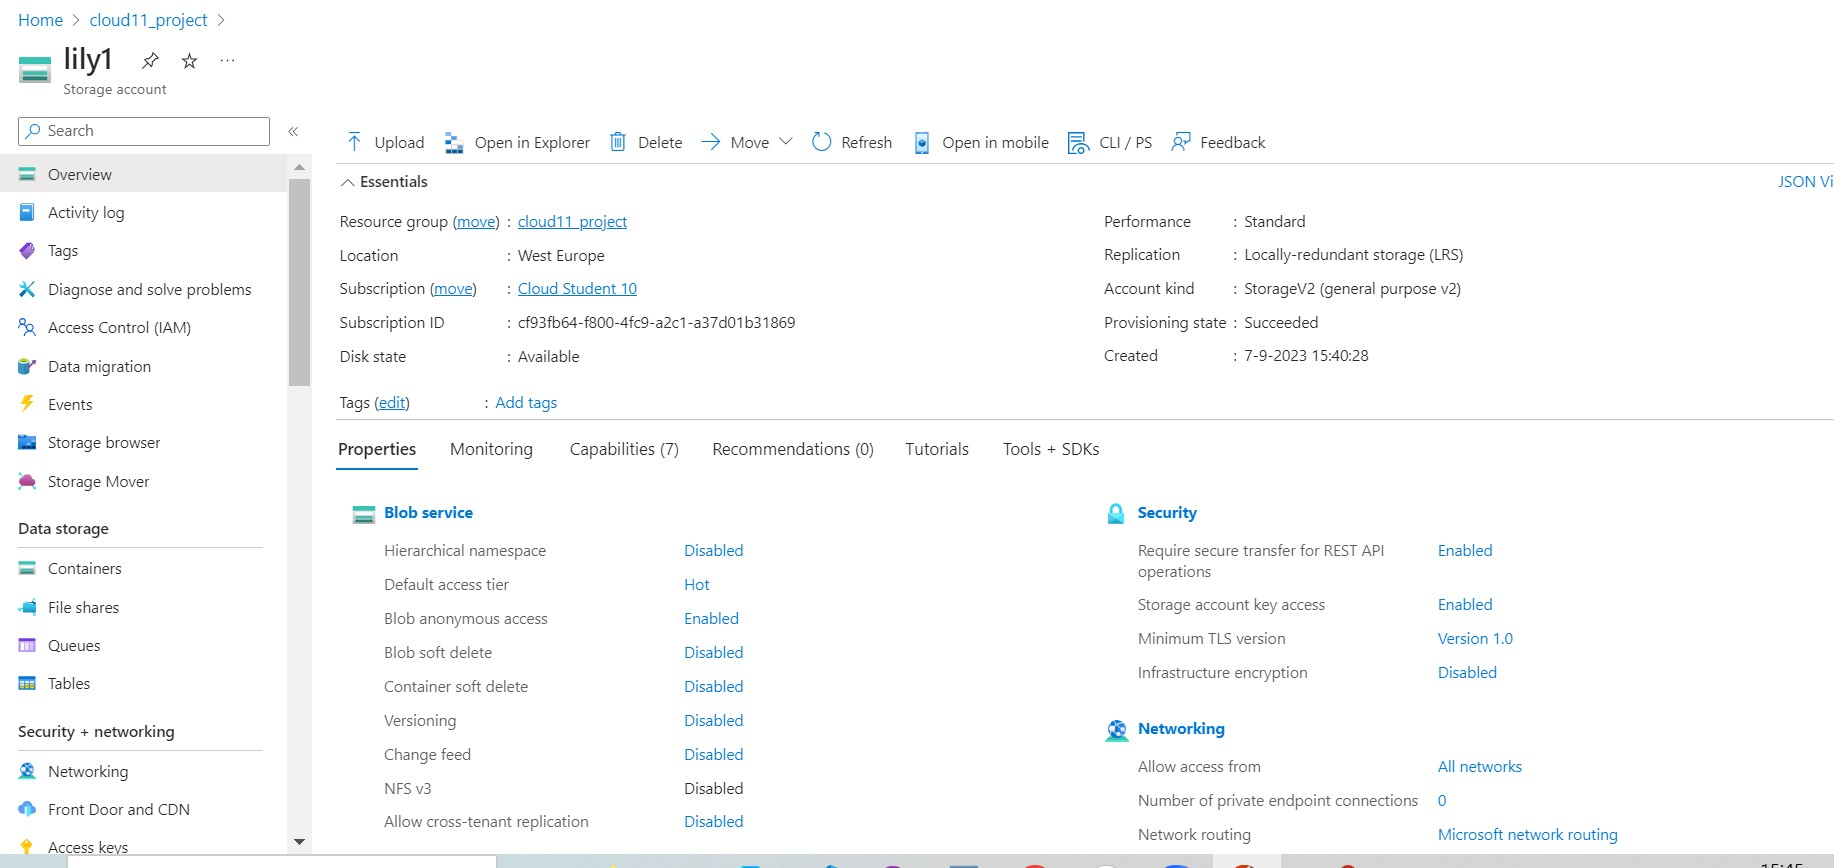 Home > cloud11_project >
lily1 ...
Storage account
Search «
Overview
Activity log
Tags
Diagnose and solve problems
Access Control (IAM)
Data migration
Events
Storage browser
Storage Mover
Data storage
Containers
File shares
Queues
Tables
Security + networking
Networking
Front Door and CDN
Access keys
Upload Open in Explorer Delete Move Refresh Open in mobile CLI / PS Feedback
Essentials JSON Vi
Resource group (move) : cloud11_project
Location : West Europe
Subscription (move) : Cloud Student 10
Subscription ID : cf93fb64-f800-4fc9-a2c1-a37d01b31869
Disk state : Available
Performance : Standard
Replication : Locally-redundant storage (LRS)
Account kind : StorageV2 (general purpose v2)
Provisioning state : Succeeded
Created : 7-9-2023 15:40:28
Tags (edit) : Add tags
Properties Monitoring Capabilities (7) Recommendations (0) Tutorials Tools + SDKs
Blob service
Hierarchical namespace Disabled
Default access tier Hot
Blob anonymous access Enabled
Blob soft delete Disabled
Container soft delete Disabled
Versioning Disabled
Change feed Disabled
NFS v3 Disabled
Allow cross-tenant replication Disabled
Security
Require secure transfer for REST API Enabled
operations
Storage account key access Enabled
Minimum TLS version Version 1.0
Infrastructure encryption Disabled
Networking
Allow access from All networks
Number of private endpoint connections 0
Network routing Microsoft network routing